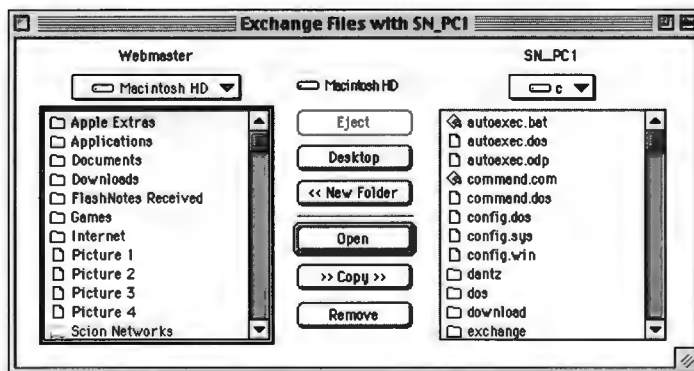 Exchange Files with SN_PC1
Webmaster
Macintosh HD
Apple Extras
Applications
Documents
Downloads
FlashNotes Received
Games
Internet
Picture 1
Picture 2
Picture 3
Picture 4
Scion Networks
Macintosh HD
Eject
Desktop
<< New Folder
Open
>> Copy >>
Remove
SN_PC1
c
autoexec.bat
autoexec.dos
autoexec.odp
command.com
command.dos
config.dos
config.sys
config.win
dantz
dos
download
exchange